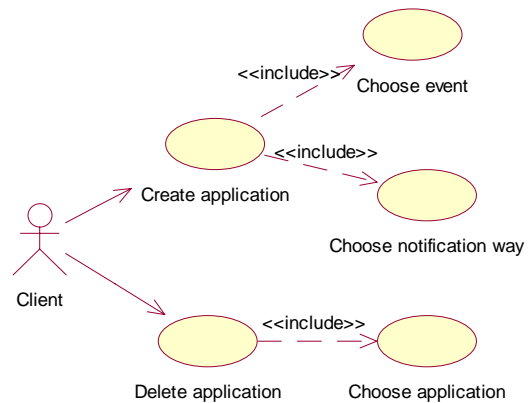 <<include>>
Choose event
<<include>>
Create application
Choose notification way
Client
<<include>>
Delete application
Choose application